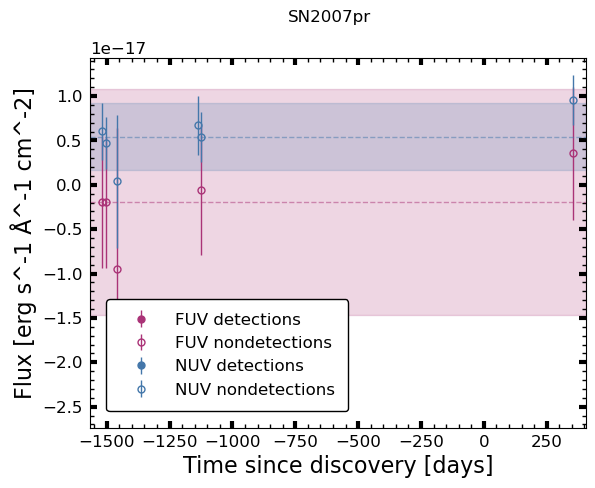 SN2007pr
1e−17
1.0
0.5
0.0
−0.5
−1.0
−1.5
−2.0
−2.5
Flux [erg s^-1 Å^-1 cm^-2]
FUV detections
FUV nondetections
NUV detections
NUV nondetections
−1500 −1250 −1000 −750 −500 −250 0 250
Time since discovery [days]